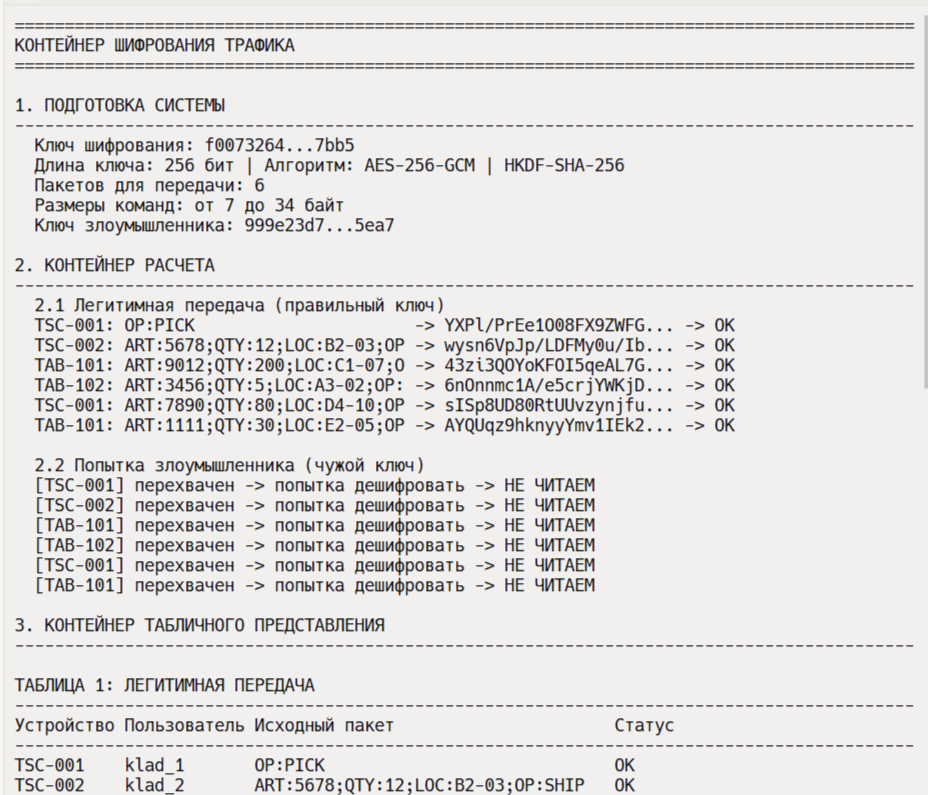 ==========================================================================================
КОНТЕЙНЕР ШИФРОВАНИЯ ТРАФИКА
==========================================================================================
1. ПОДГОТОВКА СИСТЕМЫ
------------------------------------------------------------------------------------------
Ключ шифрования: f0073264...7bb5
Длина ключа: 256 бит | Алгоритм: AES-256-GCM | HKDF-SHA-256
Пакетов для передачи: 6
Размеры команд: от 7 до 34 байт
Ключ злоумышленника: 999e23d7...5ea7
2. КОНТЕЙНЕР РАСЧЕТА
------------------------------------------------------------------------------------------
2.1 Легитимная передача (правильный ключ)
TSC-001: OP:PICK                      -> YXPl/PrEe1O08FX9ZWFG... -> OK
TSC-002: ART:5678;QTY:12;LOC:B2-03;OP -> wysn6VpJp/LDFMy0u/Ib... -> OK
TAB-101: ART:9012;QTY:200;LOC:C1-07;O -> 43zi3QOYoKFOI5qeAL7G... -> OK
TAB-102: ART:3456;QTY:5;LOC:A3-02;OP: -> 6nOnnmc1A/e5crjYWKjD... -> OK
TSC-001: ART:7890;QTY:80;LOC:D4-10;OP -> sISp8UD80RtUUvzynjfu... -> OK
TAB-101: ART:1111;QTY:30;LOC:E2-05;OP -> AYQUqz9hknyyYmv1IEk2... -> OK
2.2 Попытка злоумышленника (чужой ключ)
[TSC-001] перехвачен -> попытка дешифровать -> НЕ ЧИТАЕМ
[TSC-002] перехвачен -> попытка дешифровать -> НЕ ЧИТАЕМ
[TAB-101] перехвачен -> попытка дешифровать -> НЕ ЧИТАЕМ
[TAB-102] перехвачен -> попытка дешифровать -> НЕ ЧИТАЕМ
[TSC-001] перехвачен -> попытка дешифровать -> НЕ ЧИТАЕМ
[TAB-101] перехвачен -> попытка дешифровать -> НЕ ЧИТАЕМ
3. КОНТЕЙНЕР ТАБЛИЧНОГО ПРЕДСТАВЛЕНИЯ
------------------------------------------------------------------------------------------
ТАБЛИЦА 1: ЛЕГИТИМНАЯ ПЕРЕДАЧА
------------------------------------------------------------------------------------------
Устройство Пользователь Исходный пакет                      Статус
------------------------------------------------------------------------------------------
TSC-001    klad_1       OP:PICK                             OK
TSC-002    klad_2       ART:5678;QTY:12;LOC:B2-03;OP:SHIP   OK